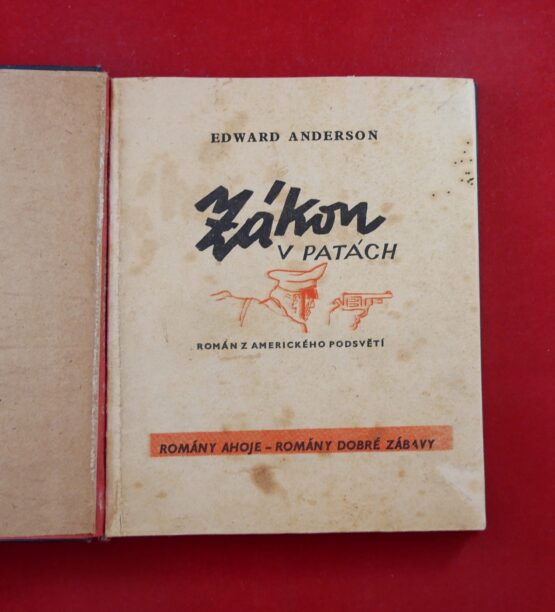 EDWARD ANDERSON
Zákon
V PATÁCH
ROMÁN Z AMERICKÉHO PODSVĚTÍ
ROMÁNY AHOJE – ROMÁNY DOBRÉ ZÁBAVY